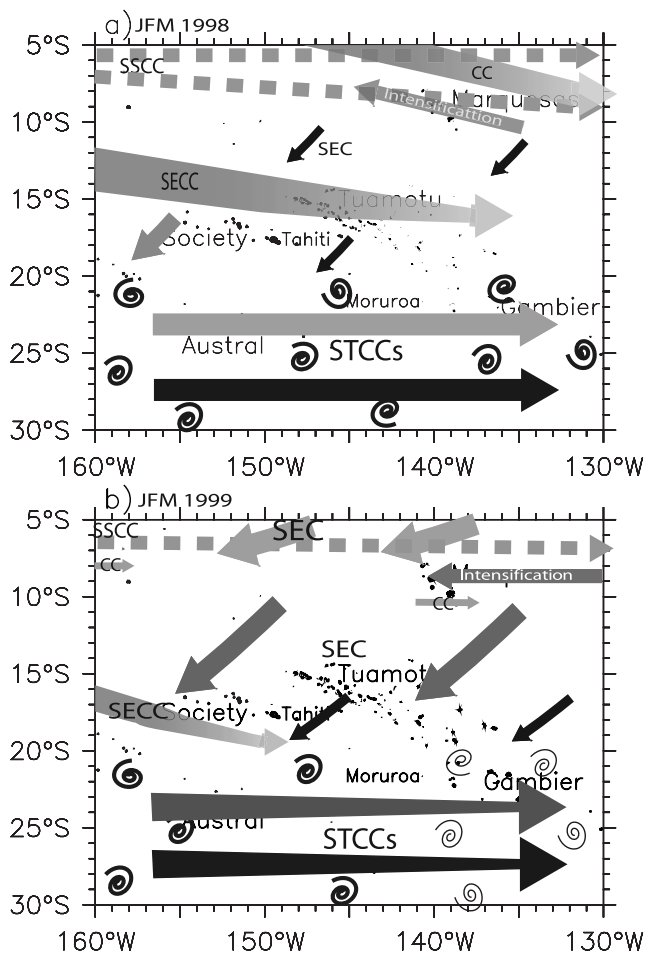 a) JFM 1998
5°S
SSCC
CC
Intensification
Marquesas
10°S
SEC
15°S
SECC
Tuamotu
Society
Tahiti
20°S
Moruroa
Gambier
Austral
STCCs
25°S
30°S
160°W 150°W 140°W 130°W
b) JFM 1999
5°S
SSCC
SEC
CC
Intensification
10°S
CC
SEC
15°S
Tuamot
SECC
Society
Tahiti
20°S
Moruroa
Gambier
Austral
25°S
STCCs
30°S
160°W 150°W 140°W 130°W